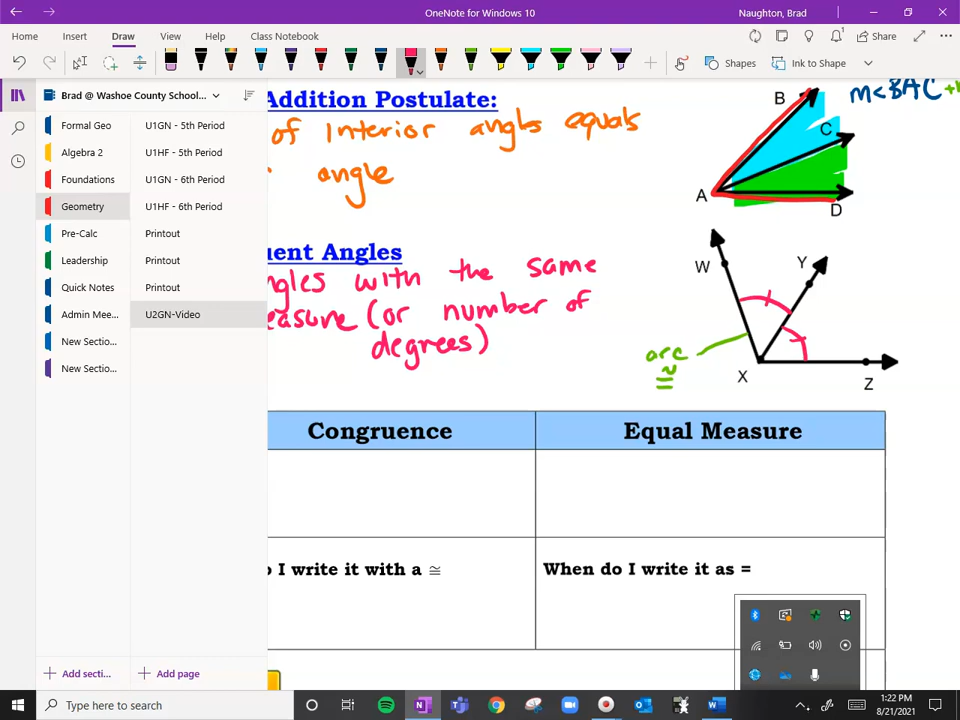 OneNote for Windows 10
Naughton, Brad
Home Insert Draw View Help Class Notebook
Share
Shapes Ink to Shape
Brad @ Washoe County School...
Formal Geo
Algebra 2
Foundations
Geometry
Pre-Calc
Leadership
Quick Notes
Admin Mee...
New Sectio...
New Sectio...
U1GN - 5th Period
U1HF - 5th Period
U1GN - 6th Period
U1HF - 6th Period
Printout
Printout
Printout
U2GN-Video
Addition Postulate:
of Interior angles equals
angle
B
C
A
D
m<BAC+
uent Angles
ngles with the same
easure (or number of
degrees)
W
Y
X
Z
arc
≅
Congruence Equal Measure
o I write it with a ≅ When do I write it as =
Add secti... Add page
Type here to search
1:22 PM
8/21/2021